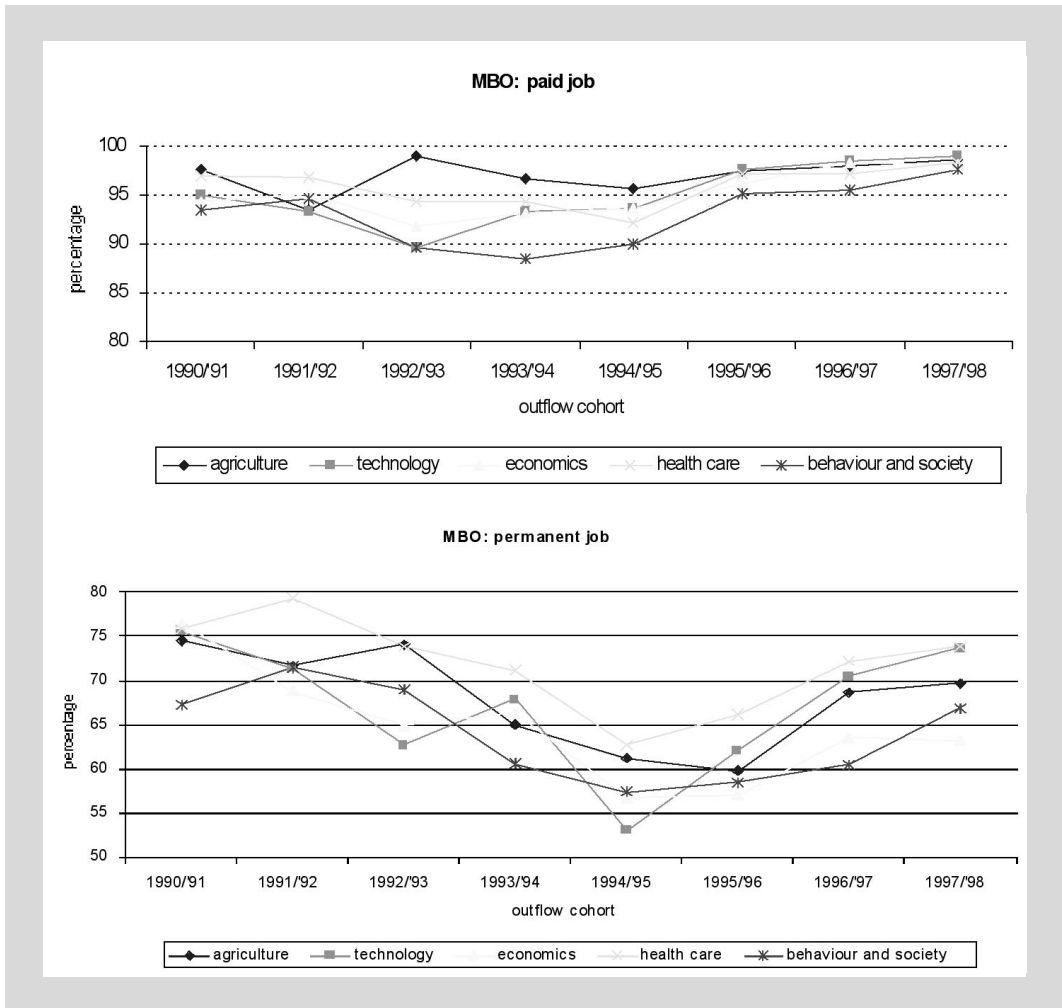 MBO: paid job
100
95
90
85
80
percentage
1990/'91 1991/'92 1992/'93 1993/'94 1994/'95 1995/'96 1996/'97 1997/'98
outflow cohort
agriculture technology economics health care behaviour and society
MBO: permanent job
80
75
70
65
60
55
50
percentage
1990/'91 1991/'92 1992/'93 1993/'94 1994/'95 1995/'96 1996/'97 1997/'98
outflow cohort
agriculture technology economics health care behaviour and society